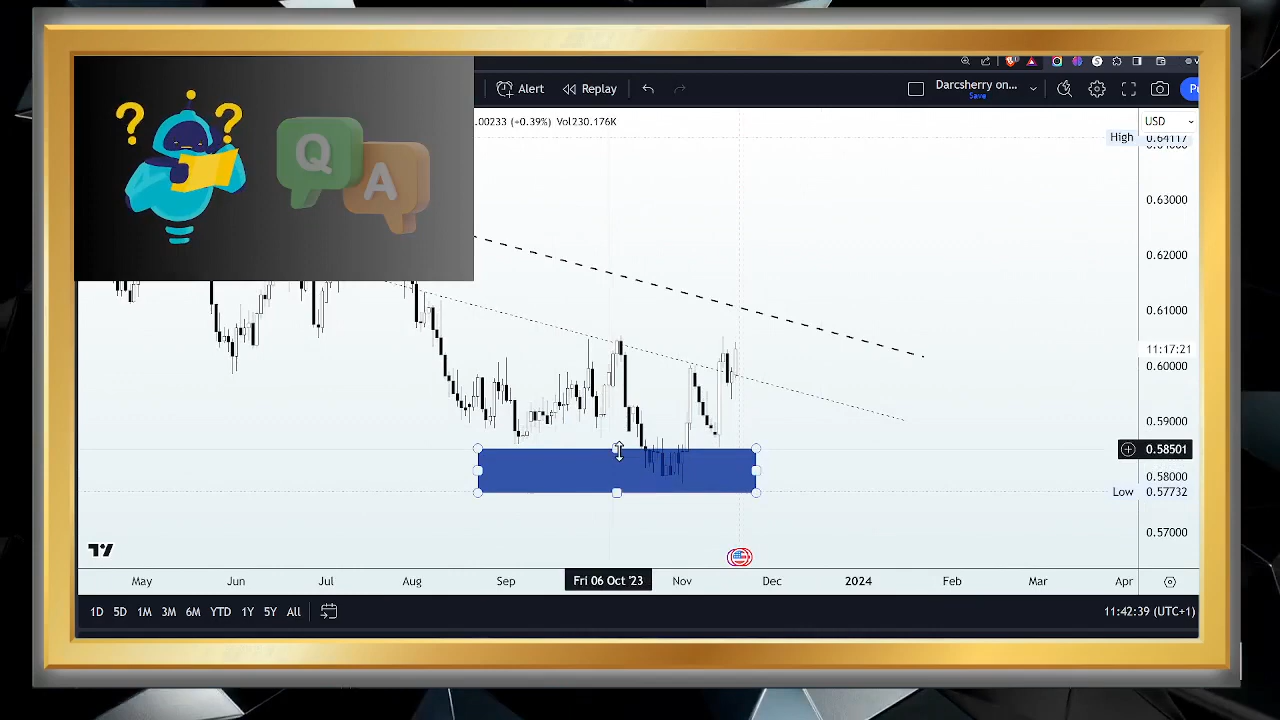 ? ?
Q
A
Alert
Replay
Darcsherry on...
Save
.00233 (+0.39%) Vol230.176K
USD
High 0.64117
0.63000
0.62000
0.61000
11:17:21
0.60000
0.59000
0.58501
0.58000
Low 0.57732
0.57000
May Jun Jul Aug Sep Fri 06 Oct '23 Nov Dec 2024 Feb Mar Apr
1D 5D 1M 3M 6M YTD 1Y 5Y All
11:42:39 (UTC+1)